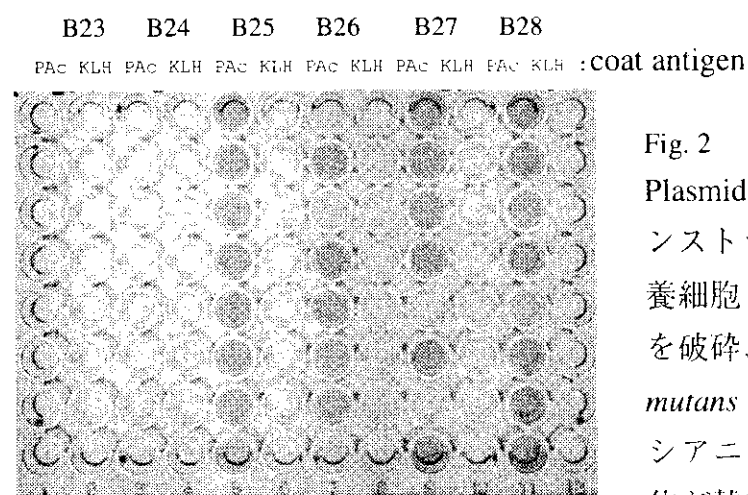 B23 B24 B25 B26 B27 B28
PAc KLH PAc KLH PAc KLH PAc KLH PAc KLH PAc KLH :coat antigen
Fig. 2
Plasmid
ンスト
養細胞
を破砕、
mutans
シアニ